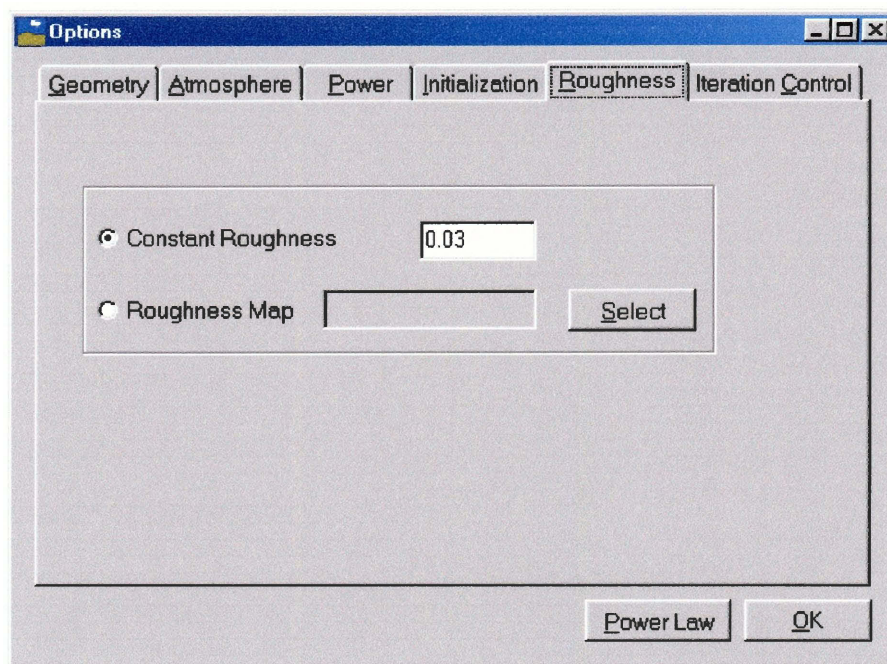 Options
Geometry Atmosphere Power Initialization Roughness Iteration Control
Constant Roughness 0.03
Roughness Map Select
Power Law OK